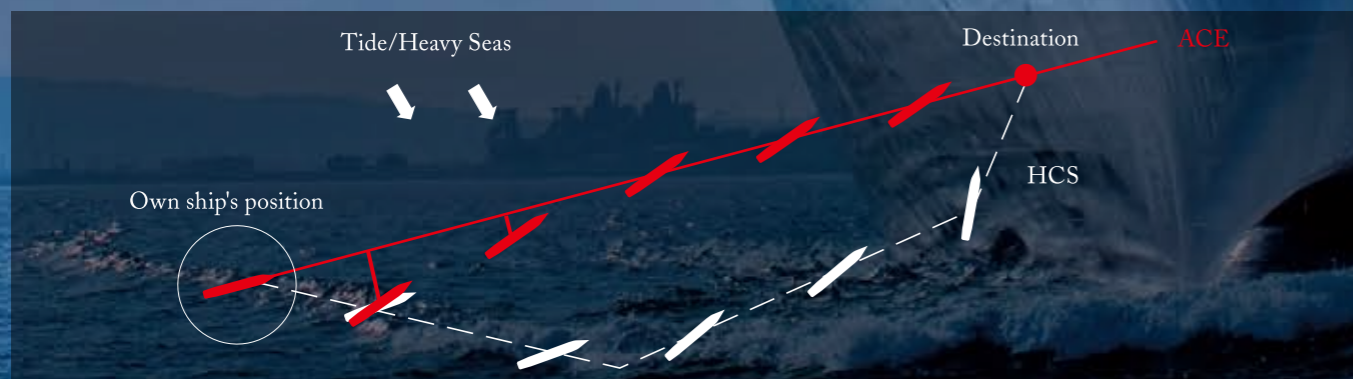 Tide/Heavy Seas
Destination
ACE
HCS
Own ship's position